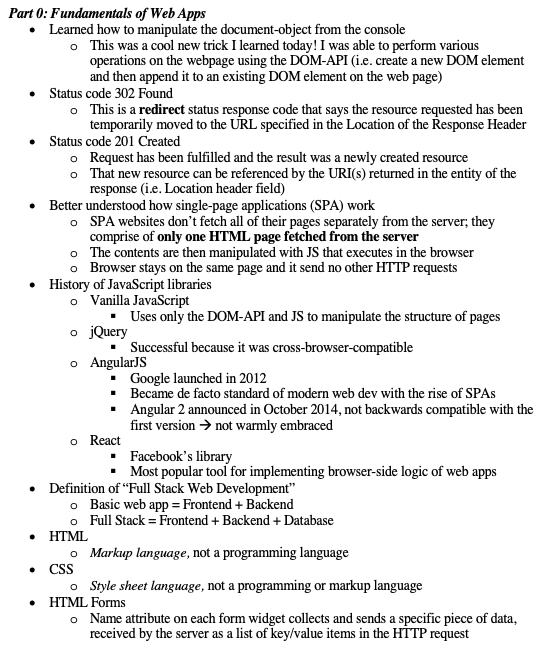 Part 0: Fundamentals of Web Apps
• Learned how to manipulate the document-object from the console
o This was a cool new trick I learned today! I was able to perform various
operations on the webpage using the DOM-API (i.e. create a new DOM element
and then append it to an existing DOM element on the web page)
• Status code 302 Found
o This is a redirect status response code that says the resource requested has been
temporarily moved to the URL specified in the Location of the Response Header
• Status code 201 Created
o Request has been fulfilled and the result was a newly created resource
o That new resource can be referenced by the URI(s) returned in the entity of the
response (i.e. Location header field)
• Better understood how single-page applications (SPA) work
o SPA websites don't fetch all of their pages separately from the server; they
comprise of only one HTML page fetched from the server
o The contents are then manipulated with JS that executes in the browser
o Browser stays on the same page and it send no other HTTP requests
• History of JavaScript libraries
o Vanilla JavaScript
▪ Uses only the DOM-API and JS to manipulate the structure of pages
o jQuery
▪ Successful because it was cross-browser-compatible
o AngularJS
▪ Google launched in 2012
▪ Became de facto standard of modern web dev with the rise of SPAs
▪ Angular 2 announced in October 2014, not backwards compatible with the
first version → not warmly embraced
o React
▪ Facebook's library
▪ Most popular tool for implementing browser-side logic of web apps
• Definition of "Full Stack Web Development"
o Basic web app = Frontend + Backend
o Full Stack = Frontend + Backend + Database
• HTML
o Markup language, not a programming language
• CSS
o Style sheet language, not a programming or markup language
• HTML Forms
o Name attribute on each form widget collects and sends a specific piece of data,
received by the server as a list of key/value items in the HTTP request